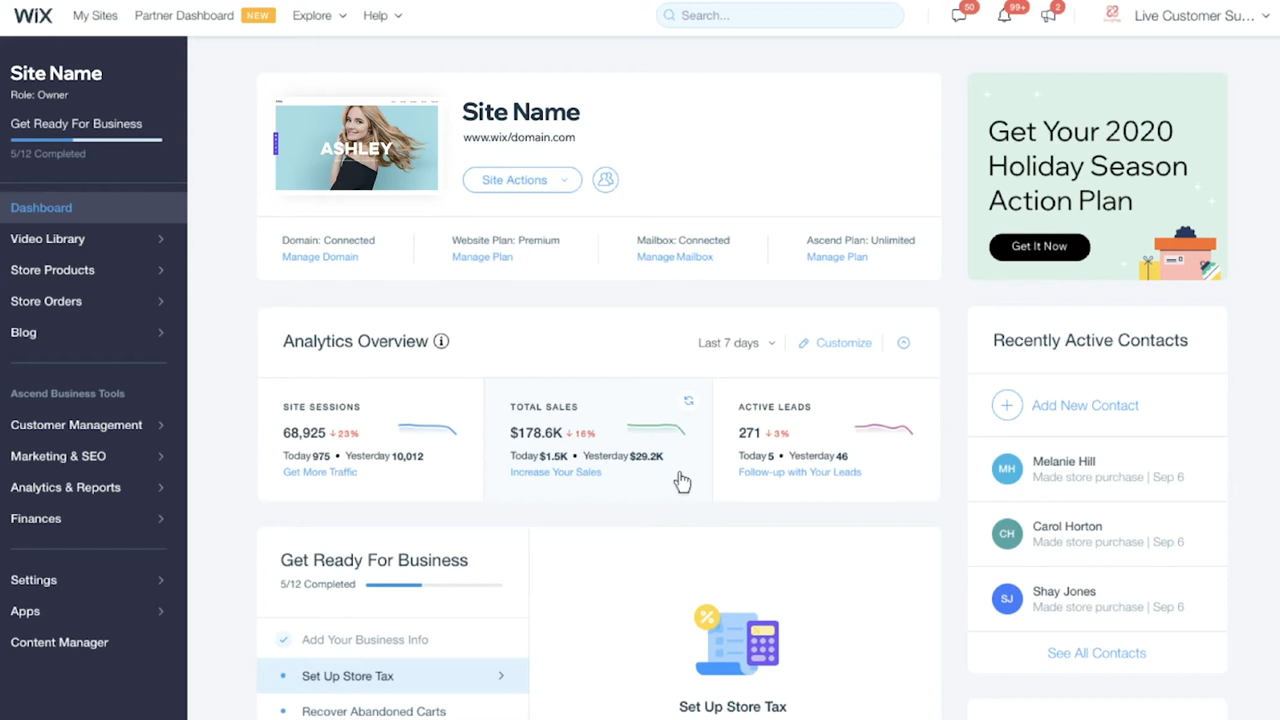 WiX My Sites Partner Dashboard NEW Explore Help Search... 50 99+ 2 Live Customer Su...
Site Name
Role: Owner
Get Ready For Business
5/12 Completed
Dashboard
Video Library
Store Products
Store Orders
Blog
Ascend Business Tools
Customer Management
Marketing & SEO
Analytics & Reports
Finances
Settings
Apps
Content Manager
ASHLEY
Site Name
www.wix/domain.com
Site Actions
Domain: Connected
Manage Domain
Website Plan: Premium
Manage Plan
Mailbox: Connected
Manage Mailbox
Ascend Plan: Unlimited
Manage Plan
Analytics Overview
Last 7 days
Customize
SITE SESSIONS
68,925 ↓23%
Today 975 • Yesterday 10,012
Get More Traffic
TOTAL SALES
$178.6K ↓16%
Today $1.5K • Yesterday $29.2K
Increase Your Sales
ACTIVE LEADS
271 ↓3%
Today 5 • Yesterday 46
Follow-up with Your Leads
Get Ready For Business
5/12 Completed
Add Your Business Info
Set Up Store Tax
Recover Abandoned Carts
%
Set Up Store Tax
Get Your 2020
Holiday Season
Action Plan
Get It Now
Recently Active Contacts
Add New Contact
MH
Melanie Hill
Made store purchase | Sep 6
CH
Carol Horton
Made store purchase | Sep 6
SJ
Shay Jones
Made store purchase | Sep 6
See All Contacts